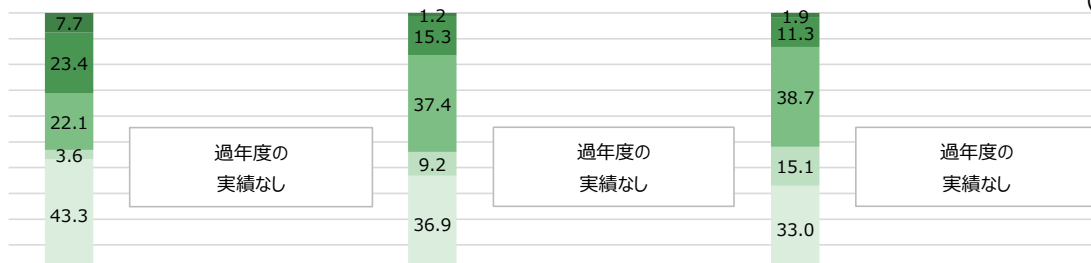 7.7
23.4
22.1
3.6
43.3
過年度の
実績なし
1.2
15.3
37.4
9.2
36.9
過年度の
実績なし
1.9
11.3
38.7
15.1
33.0
過年度の
実績なし